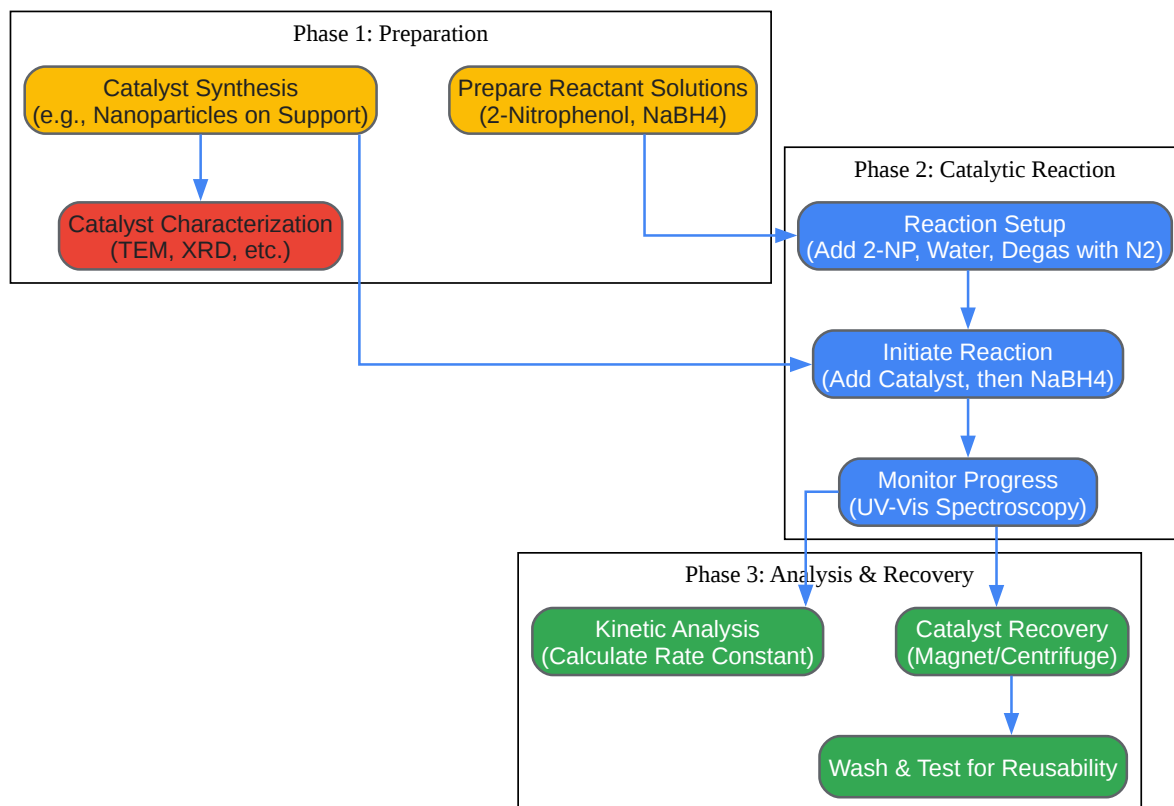 Phase 1: Preparation
Catalyst Synthesis
(e.g., Nanoparticles on Support)
Prepare Reactant Solutions
(2-Nitrophenol, NaBH4)
Catalyst Characterization
(TEM, XRD, etc.)
Phase 2: Catalytic Reaction
Reaction Setup
(Add 2-NP, Water, Degas with N2)
Initiate Reaction
(Add Catalyst, then NaBH4)
Monitor Progress
(UV-Vis Spectroscopy)
Phase 3: Analysis & Recovery
Kinetic Analysis
(Calculate Rate Constant)
Catalyst Recovery
(Magnet/Centrifuge)
Wash & Test for Reusability